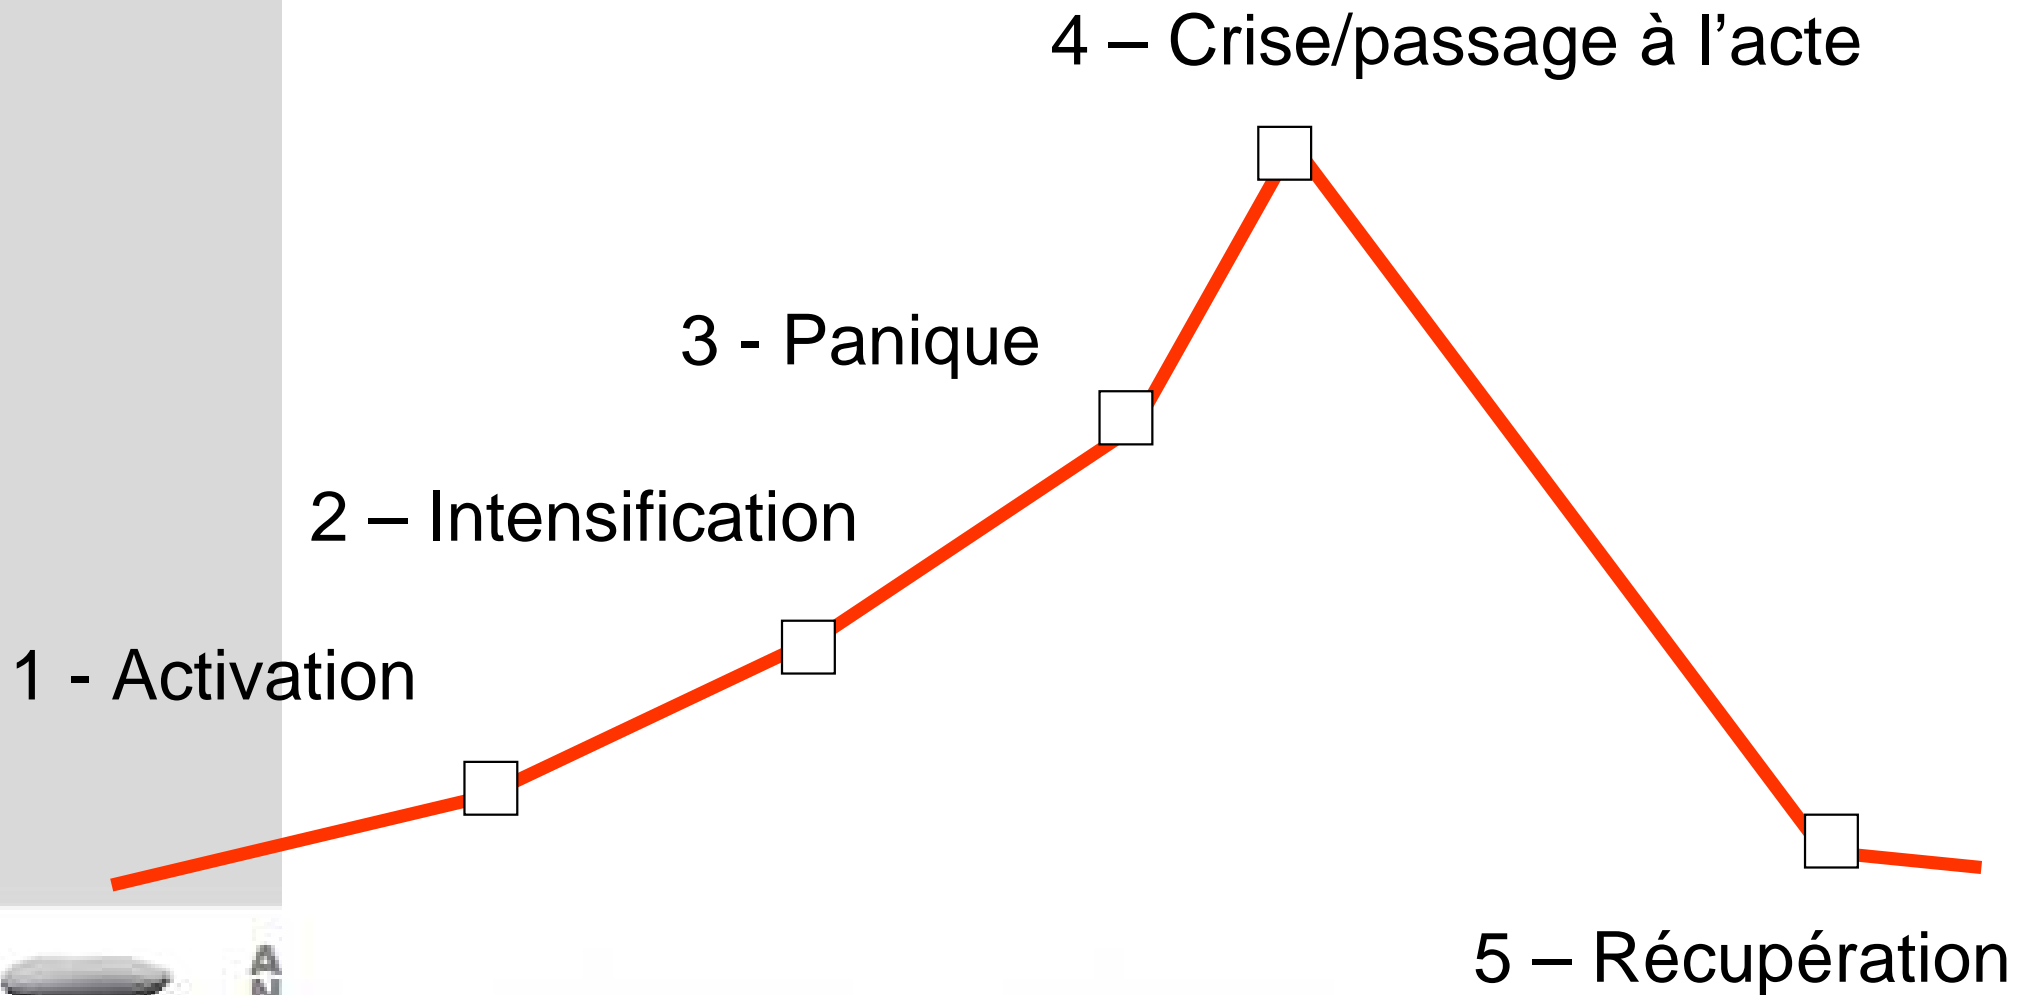 4 – Crise/passage à l’acte
3 - Panique
2 – Intensification
1 - Activation
5 – Récupération
A